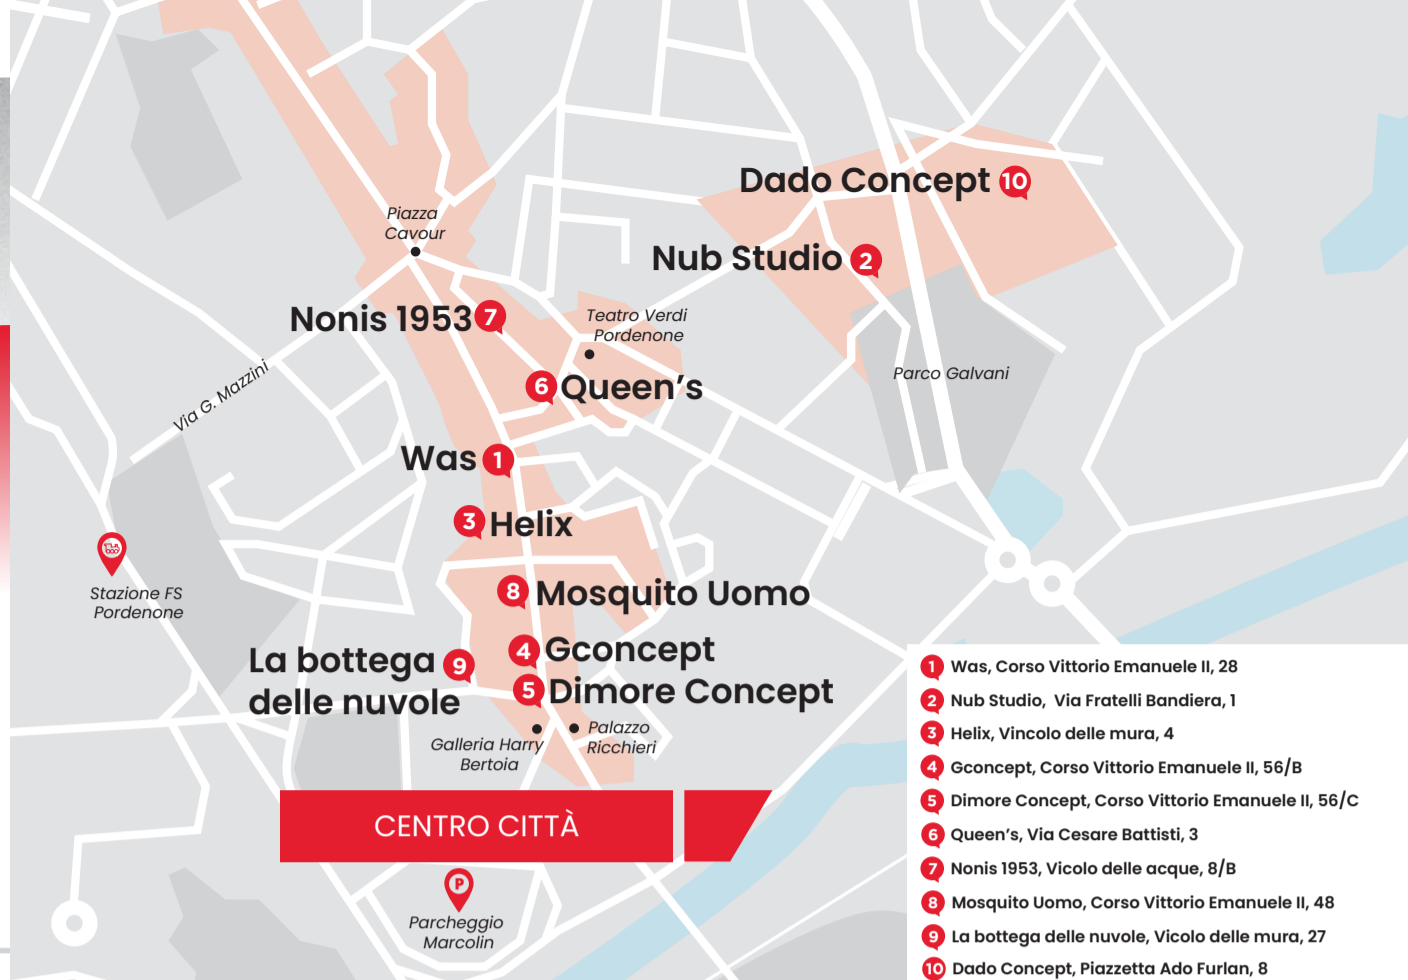 Dado Concept 10
Piazza
Cavour
Nub Studio 2
Nonis 1953 7
Teatro Verdi
Pordenone
Via G. Mazzini
Parco Galvani
6 Queen's
Was 1
3 Helix
Stazione FS
Pordenone
8 Mosquito Uomo
La bottega
delle nuvole 9
4 Gconcept
5 Dimore Concept
Galleria Harry
Bertoia
Palazzo
Ricchieri
CENTRO CITTÀ
P
Parcheggio
Marcolin
1 Was, Corso Vittorio Emanuele II, 28
2 Nub Studio, Via Fratelli Bandiera, 1
3 Helix, Vincolo delle mura, 4
4 Gconcept, Corso Vittorio Emanuele II, 56/B
5 Dimore Concept, Corso Vittorio Emanuele II, 56/C
6 Queen's, Via Cesare Battisti, 3
7 Nonis 1953, Vicolo delle acque, 8/B
8 Mosquito Uomo, Corso Vittorio Emanuele II, 48
9 La bottega delle nuvole, Vicolo delle mura, 27
10 Dado Concept, Piazzetta Ado Furlan, 8